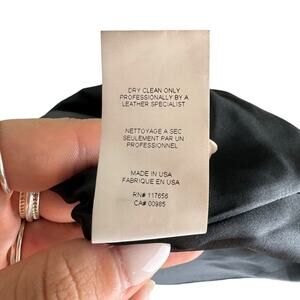 DRY CLEAN ONLY
PROFESSIONALLY BY A
LEATHER SPECIALIST
NETTOYAGE A SEC
SEULEMENT PAR UN
PROFESSIONNEL
MADE IN USA
FABRIQUE EN USA
RN# 117656
CA# 00985